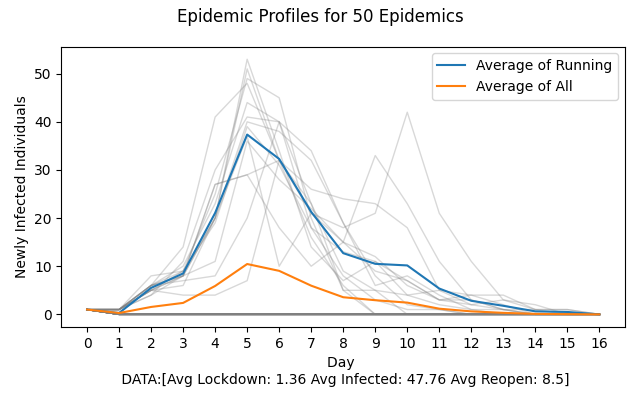 Epidemic Profiles for 50 Epidemics
Newly Infected Individuals
50
40
30
20
10
0
Average of Running
Average of All
0 1 2 3 4 5 6 7 8 9 10 11 12 13 14 15 16
Day
DATA:[Avg Lockdown: 1.36 Avg Infected: 47.76 Avg Reopen: 8.5]